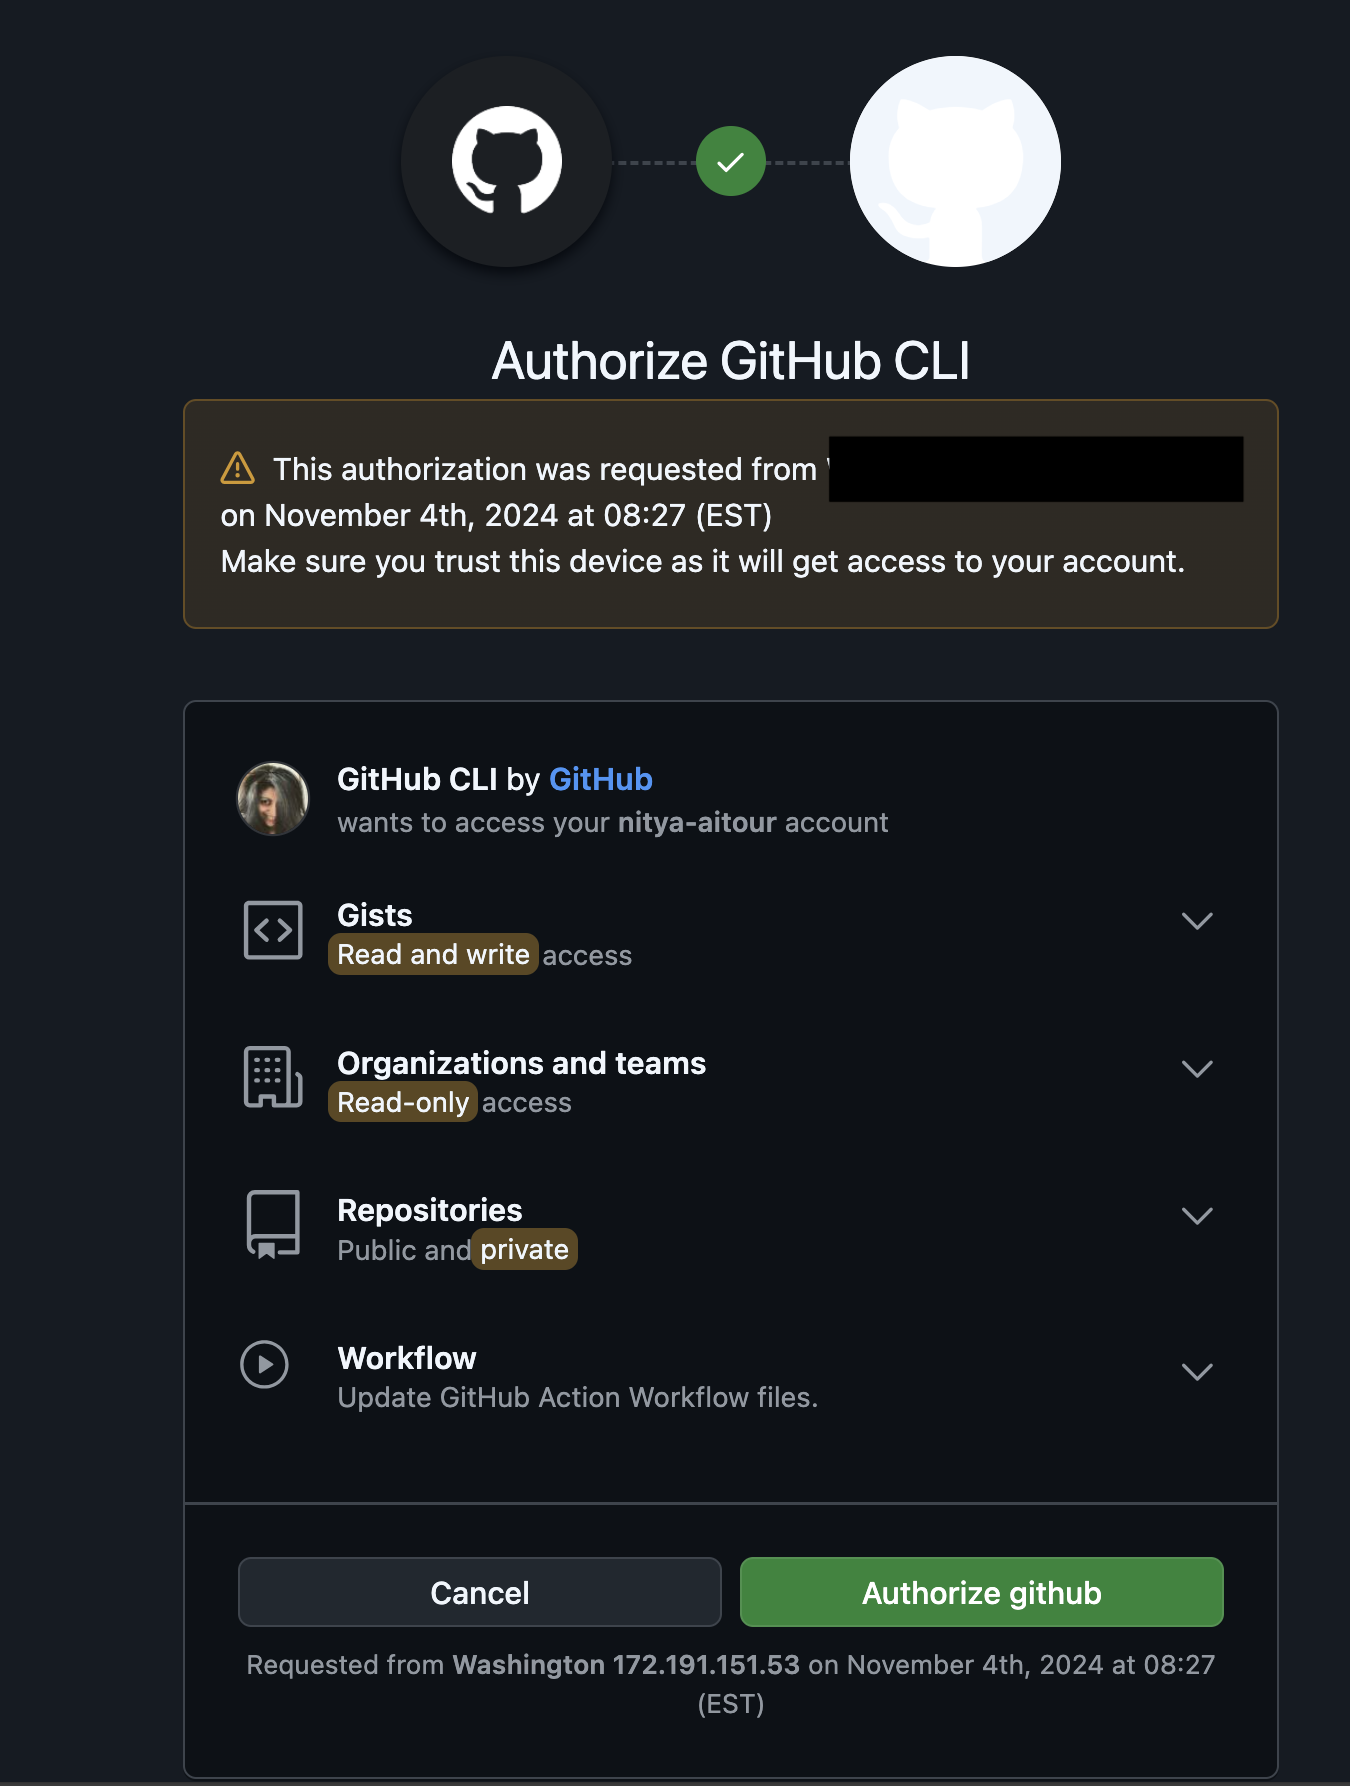 Authorize GitHub CLI
This authorization was requested from
on November 4th, 2024 at 08:27 (EST)
Make sure you trust this device as it will get access to your account.
GitHub CLI by GitHub
wants to access your nitya-aitour account
Gists
Read and write access
Organizations and teams
Read-only access
Repositories
Public and private
Workflow
Update GitHub Action Workflow files.
Cancel
Authorize github
Requested from Washington 172.191.151.53 on November 4th, 2024 at 08:27
(EST)